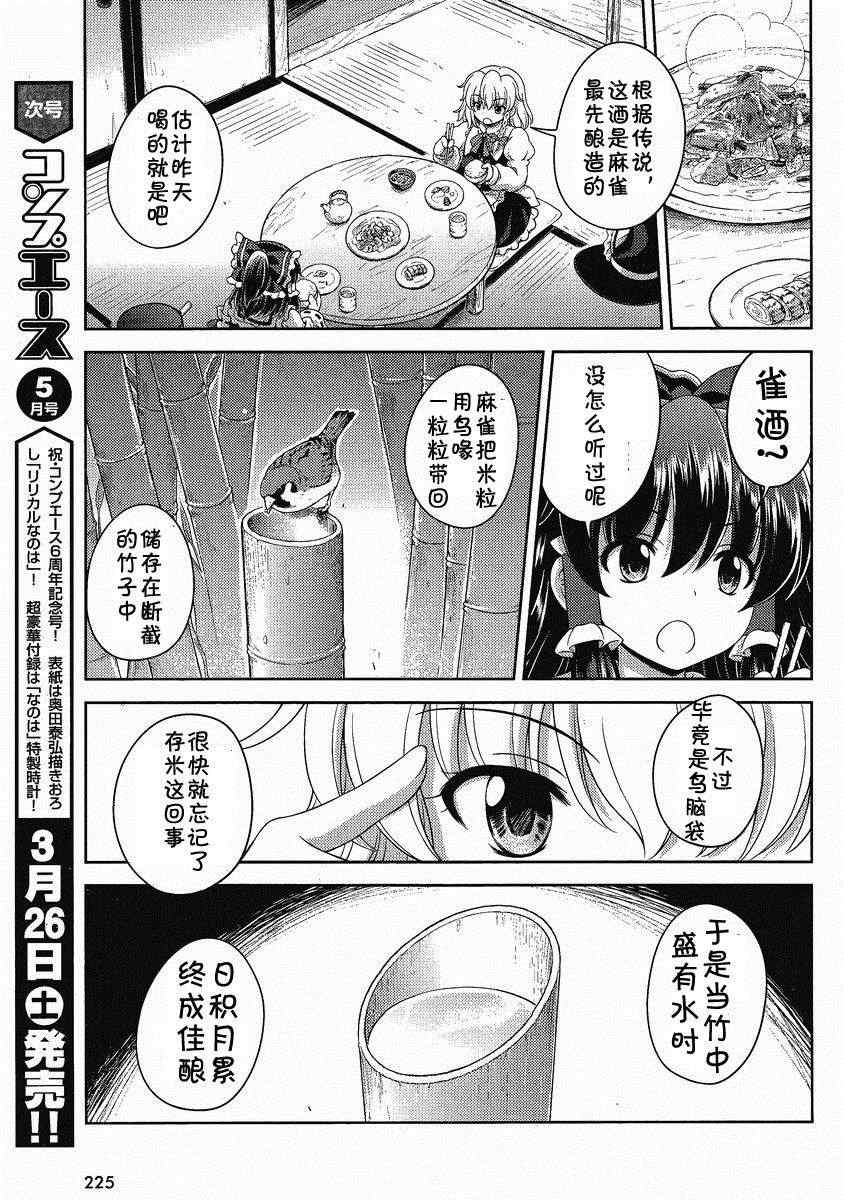 根据传说，
这酒是麻雀
最先酿造的
估计昨天
喝的就是吧
雀酒？
没怎么听过呢
麻雀把米粒
用鸟喙
一粒粒带回
储存在断截
的竹子中
不过
毕竟是鸟脑袋
很快就忘记了
存米这回事
于是当竹中
盛有水时
日积月累
终成佳酿
次号
コンプエース
5
月号
祝・コンプエース6周年記念号！　表紙は奥田泰弘描きおろ
し「リリカルなのは」！　超豪華付録は「なのは」特製時計！
3月26日㊏発売!!
225